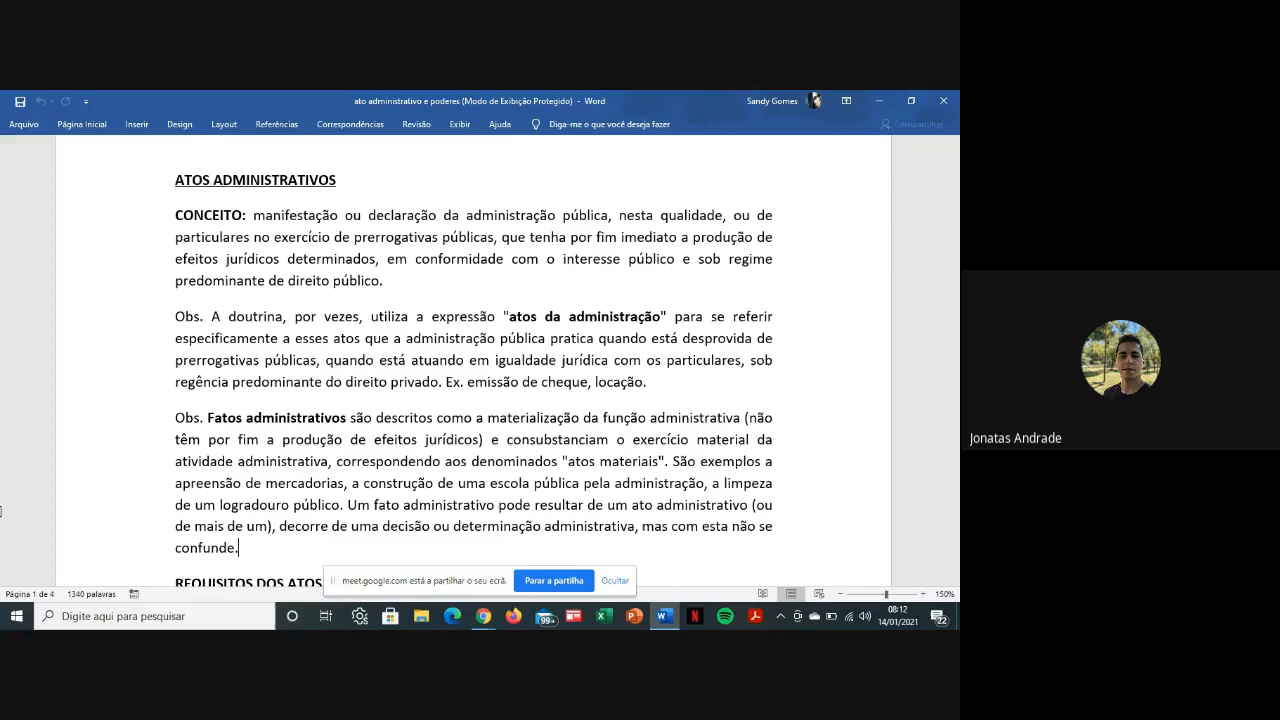 ato administrativo e poderes (Modo de Exibição Protegido) - Word
Sandy Gomes
Arquivo Página Inicial Inserir Design Layout Referências Correspondências Revisão Exibir Ajuda Diga-me o que você deseja fazer Compartilhar
ATOS ADMINISTRATIVOS
CONCEITO: manifestação ou declaração da administração pública, nesta qualidade, ou de
particulares no exercício de prerrogativas públicas, que tenha por fim imediato a produção de
efeitos jurídicos determinados, em conformidade com o interesse público e sob regime
predominante de direito público.
Obs. A doutrina, por vezes, utiliza a expressão "atos da administração" para se referir
especificamente a esses atos que a administração pública pratica quando está desprovida de
prerrogativas públicas, quando está atuando em igualdade jurídica com os particulares, sob
regência predominante do direito privado. Ex. emissão de cheque, locação.
Obs. Fatos administrativos são descritos como a materialização da função administrativa (não
têm por fim a produção de efeitos jurídicos) e consubstanciam o exercício material da
atividade administrativa, correspondendo aos denominados "atos materiais". São exemplos a
apreensão de mercadorias, a construção de uma escola pública pela administração, a limpeza
de um logradouro público. Um fato administrativo pode resultar de um ato administrativo (ou
de mais de um), decorre de uma decisão ou determinação administrativa, mas com esta não se
confunde.
REQUISITOS DOS ATOS
meet.google.com está a partilhar o seu ecrã. Parar a partilha Ocultar
Página 1 de 4 1340 palavras 150%
Digite aqui para pesquisar
99+
08:12
14/01/2021
22
Jonatas Andrade